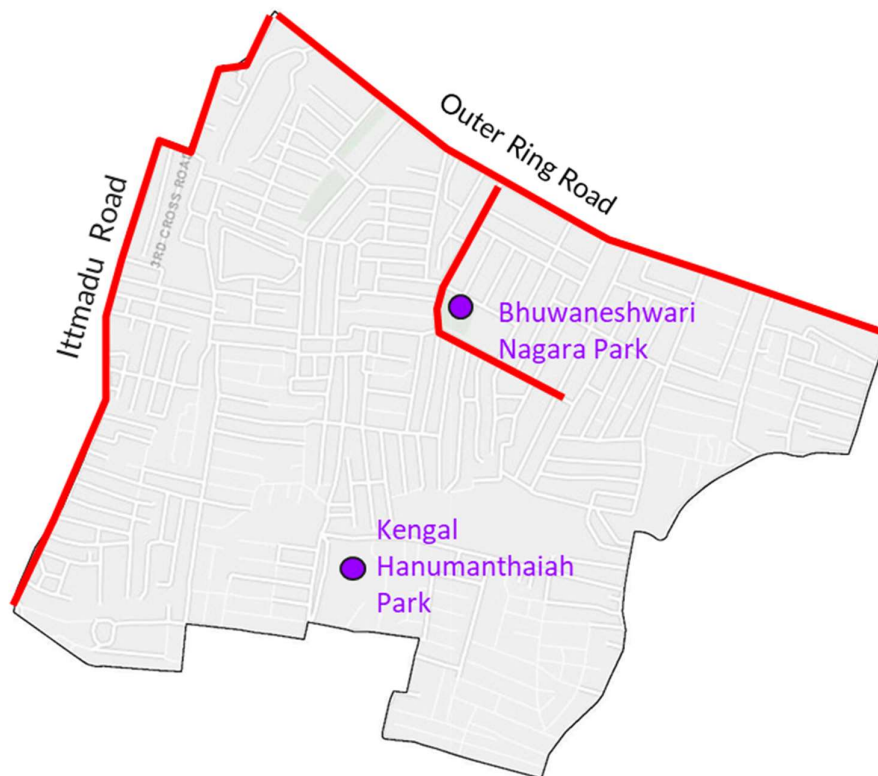 Outer Ring Road
Ittmadu Road
3RD CROSS ROAD
Bhuwaneshwari
Nagara Park
Kengal
Hanumanthaiah
Park